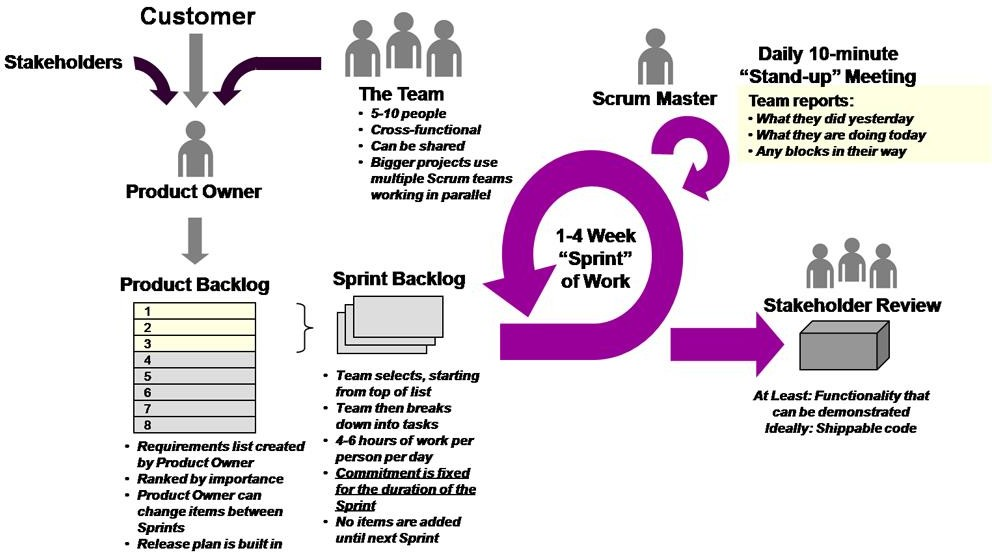 Customer
Stakeholders
The Team
• 5-10 people
• Cross-functional
• Can be shared
• Bigger projects use
multiple Scrum teams
working in parallel
Scrum Master
Daily 10-minute
“Stand-up” Meeting
Team reports:
• What they did yesterday
• What they are doing today
• Any blocks in their way
Product Owner
1-4 Week
“Sprint”
of Work
Product Backlog
1
2
3
4
5
6
7
8
• Requirements list created
by Product Owner
• Ranked by importance
• Product Owner can
change items between
Sprints
• Release plan is built in
Sprint Backlog
• Team selects, starting
from top of list
• Team then breaks
down into tasks
• 4-6 hours of work per
person per day
• Commitment is fixed
for the duration of the
Sprint
• No items are added
until next Sprint
Stakeholder Review
At Least: Functionality that
can be demonstrated
Ideally: Shippable code